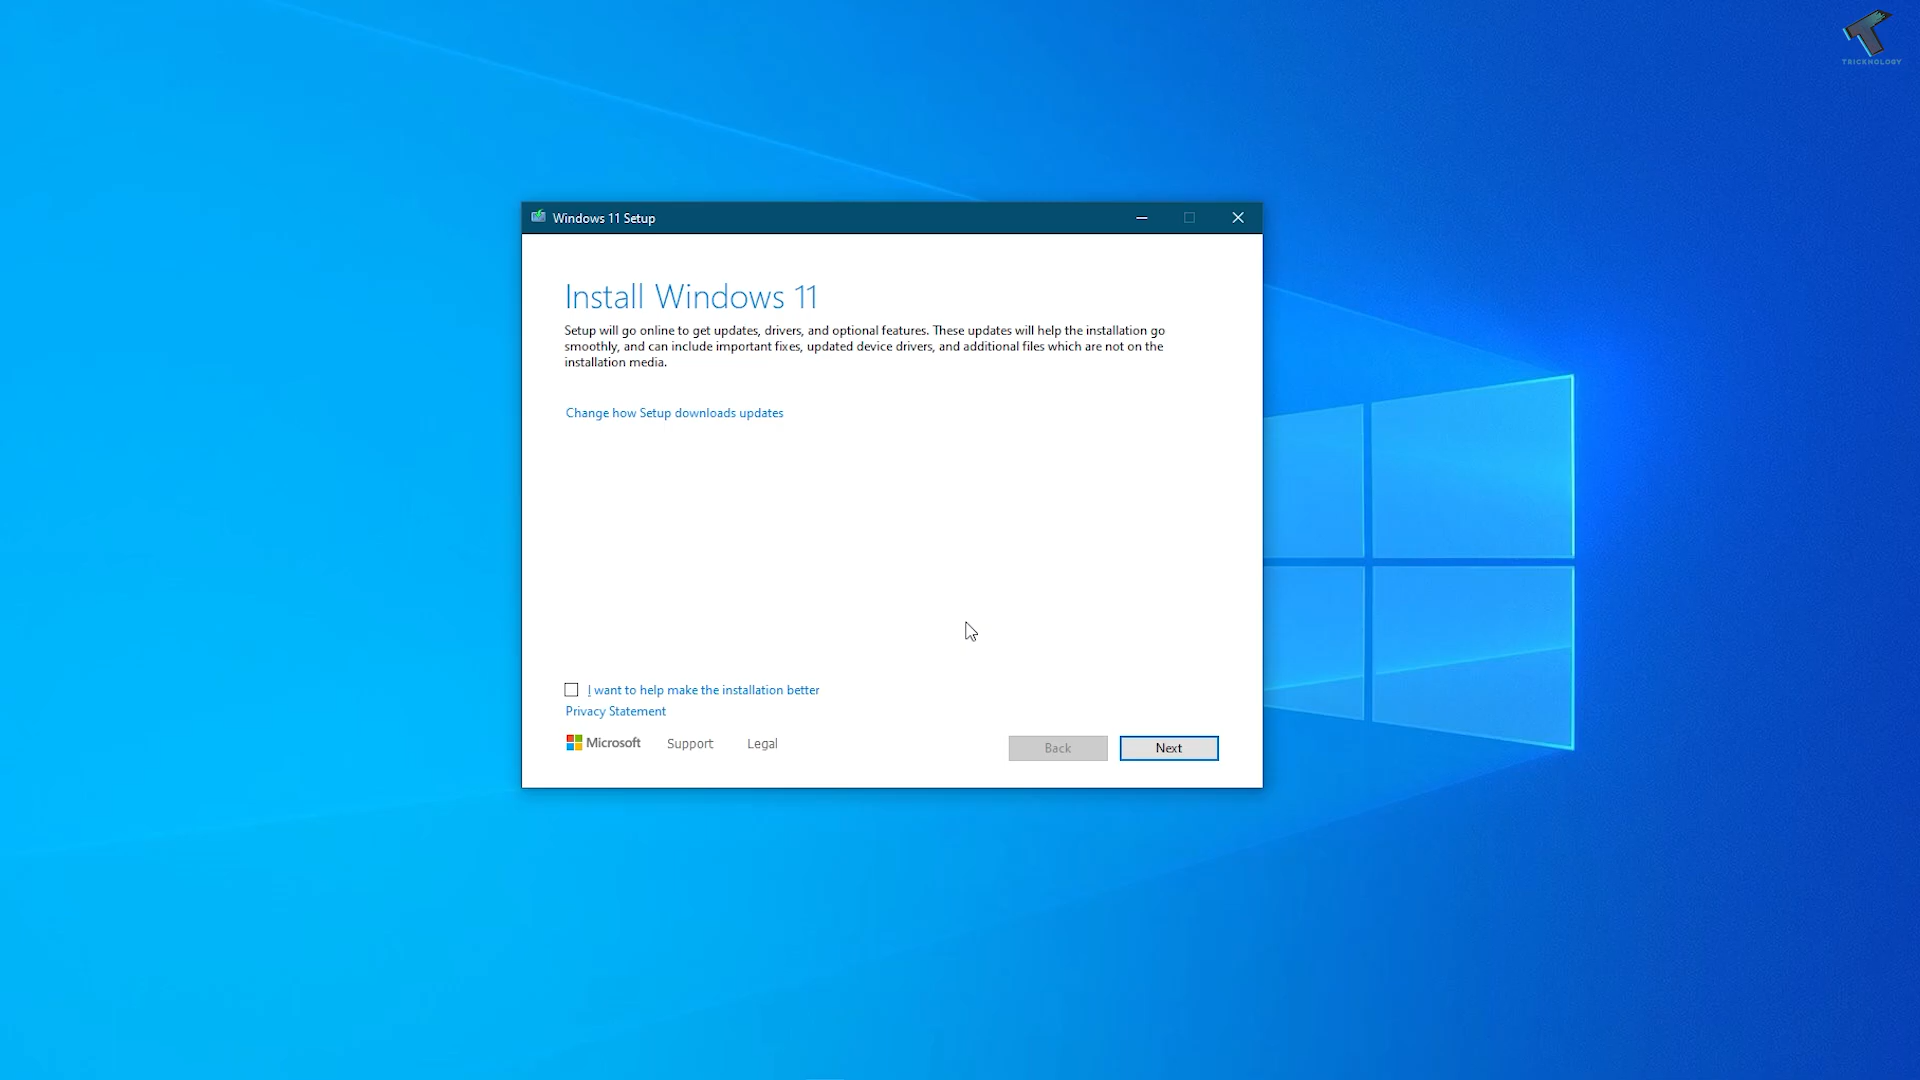 TRICKNOLOGY
Windows 11 Setup
Install Windows 11
Setup will go online to get updates, drivers, and optional features. These updates will help the installation go
smoothly, and can include important fixes, updated device drivers, and additional files which are not on the
installation media.
Change how Setup downloads updates
I want to help make the installation better
Privacy Statement
Microsoft Support Legal Back Next